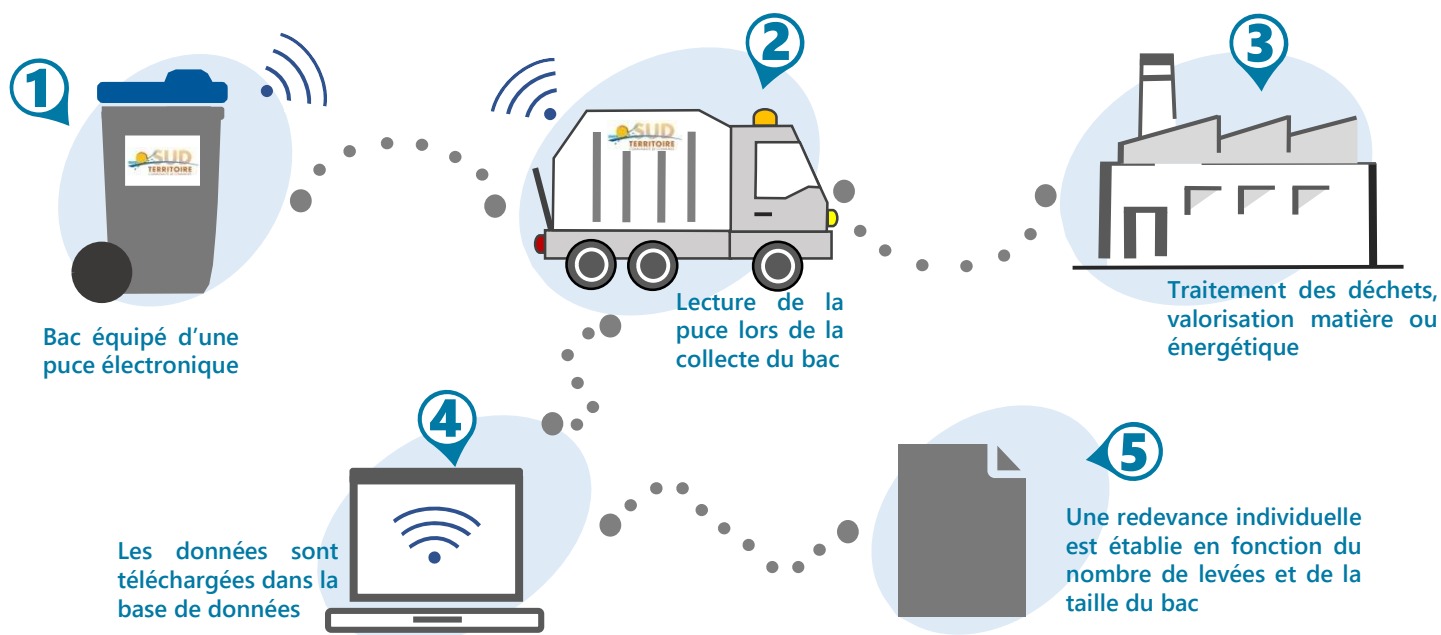 1
SUD
TERRITOIRE
Bac équipé d'une
puce électronique
2
SUD
TERRITOIRE
Lecture de la
puce lors de la
collecte du bac
3
Traitement des déchets,
valorisation matière ou
énergétique
4
Les données sont
téléchargées dans la
base de données
5
Une redevance individuelle
est établie en fonction du
nombre de levées et de la
taille du bac